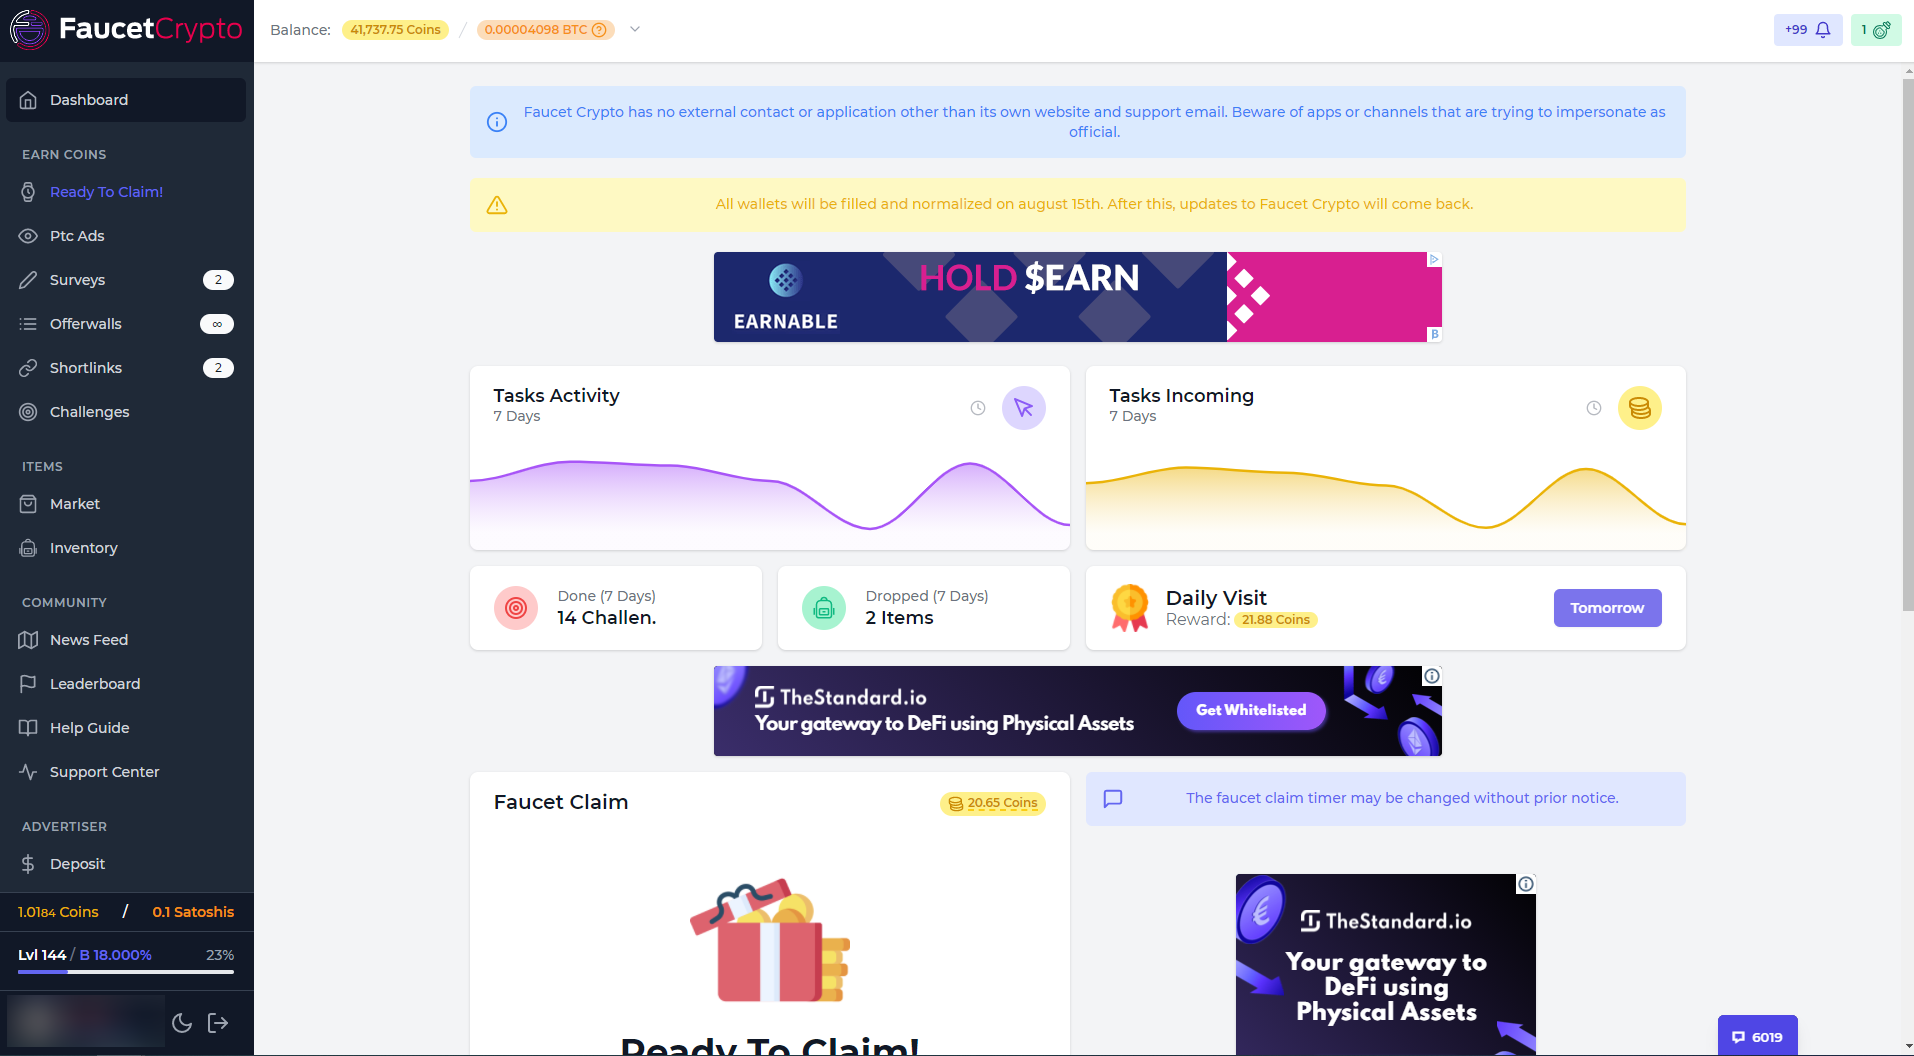 FaucetCrypto
Balance: 41,737.75 Coins / 0.00004098 BTC
+99
1
Dashboard
EARN COINS
Ready To Claim!
Ptc Ads
Surveys 2
Offerwalls ∞
Shortlinks 2
Challenges
ITEMS
Market
Inventory
COMMUNITY
News Feed
Leaderboard
Help Guide
Support Center
ADVERTISER
Deposit
1.0184 Coins / 0.1 Satoshis
Lvl 144 / B 18.000% 23%
Faucet Crypto has no external contact or application other than its own website and support email. Beware of apps or channels that are trying to impersonate as
official.
All wallets will be filled and normalized on august 15th. After this, updates to Faucet Crypto will come back.
HOLD $EARN
EARNABLE
Tasks Activity
7 Days
Tasks Incoming
7 Days
Done (7 Days)
14 Challen.
Dropped (7 Days)
2 Items
Daily Visit
Reward: 21.88 Coins
Tomorrow
TheStandard.io
Your gateway to DeFi using Physical Assets
Get Whitelisted
Faucet Claim
20.65 Coins
Ready To Claim!
The faucet claim timer may be changed without prior notice.
TheStandard.io
Your gateway to
DeFi using
Physical Assets
6019